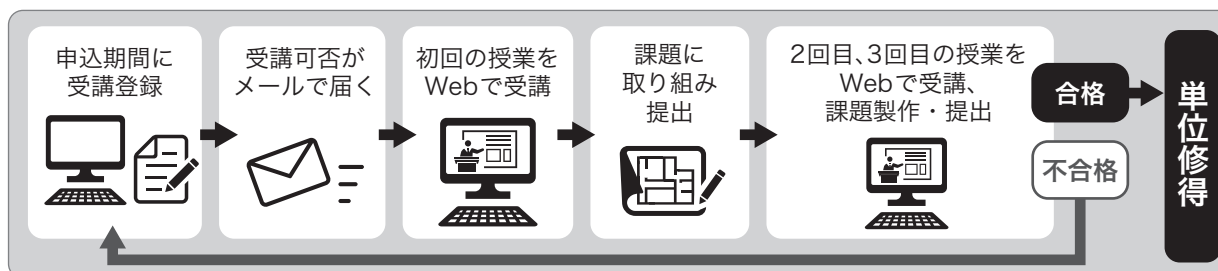 申込期間に
受講登録
受講可否が
メールで届く
初回の授業を
Webで受講
課題に
取り組み
提出
2回目、3回目の授業を
Webで受講、
課題製作・提出
合格
不合格
単位修得